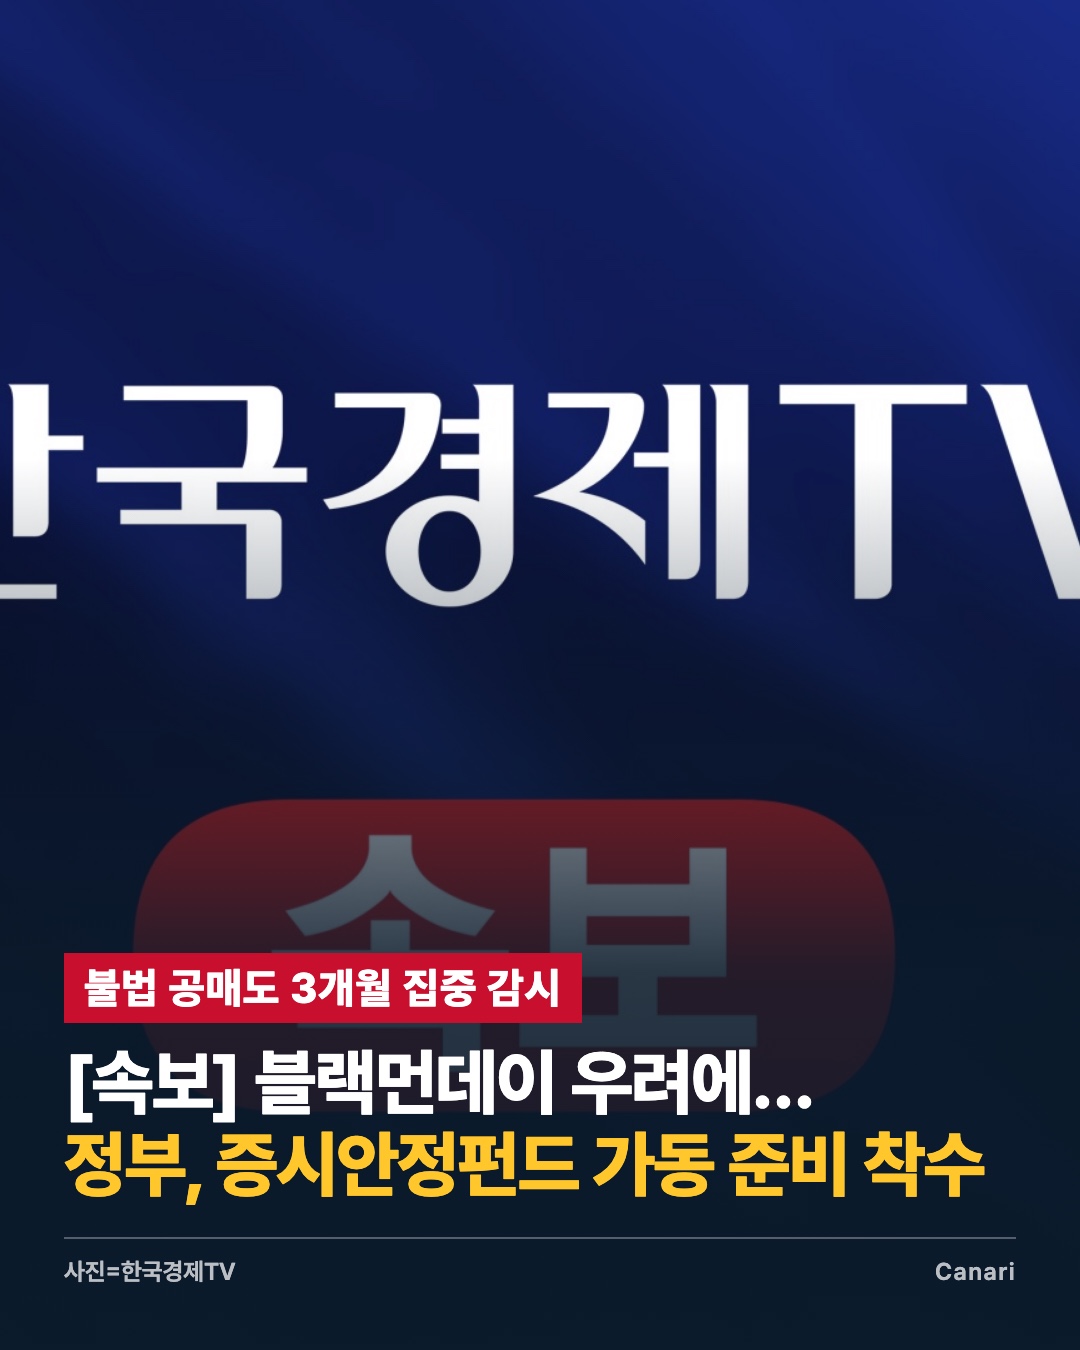 한국경제TV
속보
불법 공매도 3개월 집중 감시
[속보] 블랙먼데이 우려에...
정부, 증시안정펀드 가동 준비 착수
사진=한국경제TV
Canari